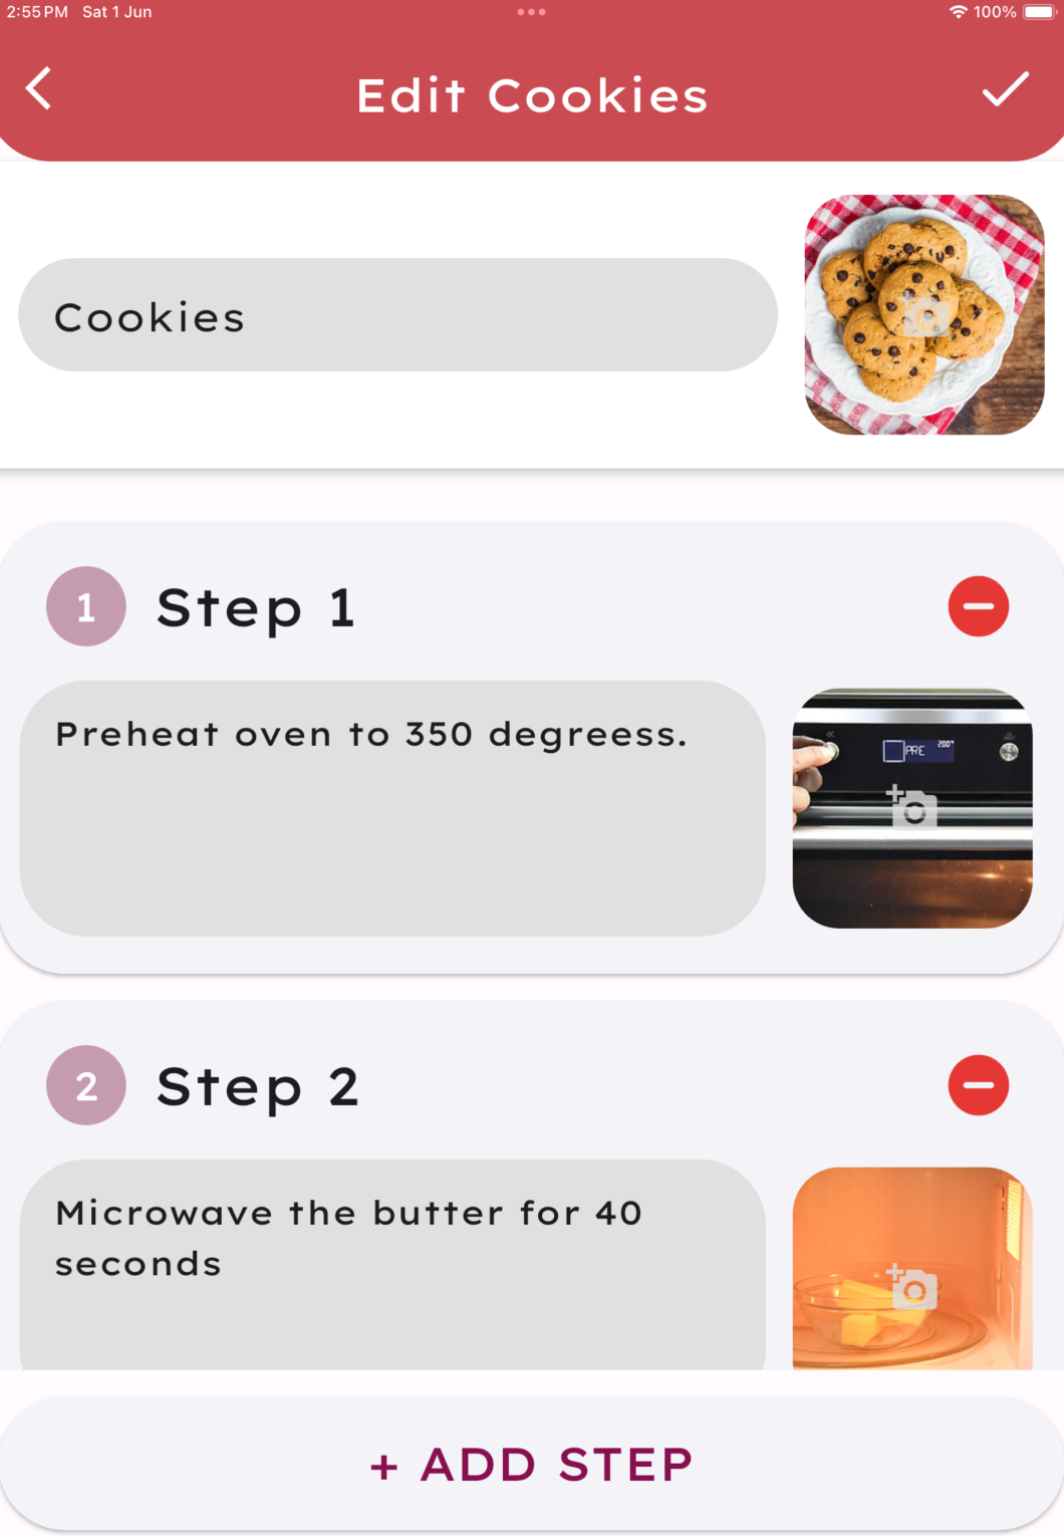 2:55 PM Sat 1 Jun
100%
Edit Cookies
Cookies
1 Step 1
Preheat oven to 350 degreess.
PRE 200°
2 Step 2
Microwave the butter for 40
seconds
+ ADD STEP